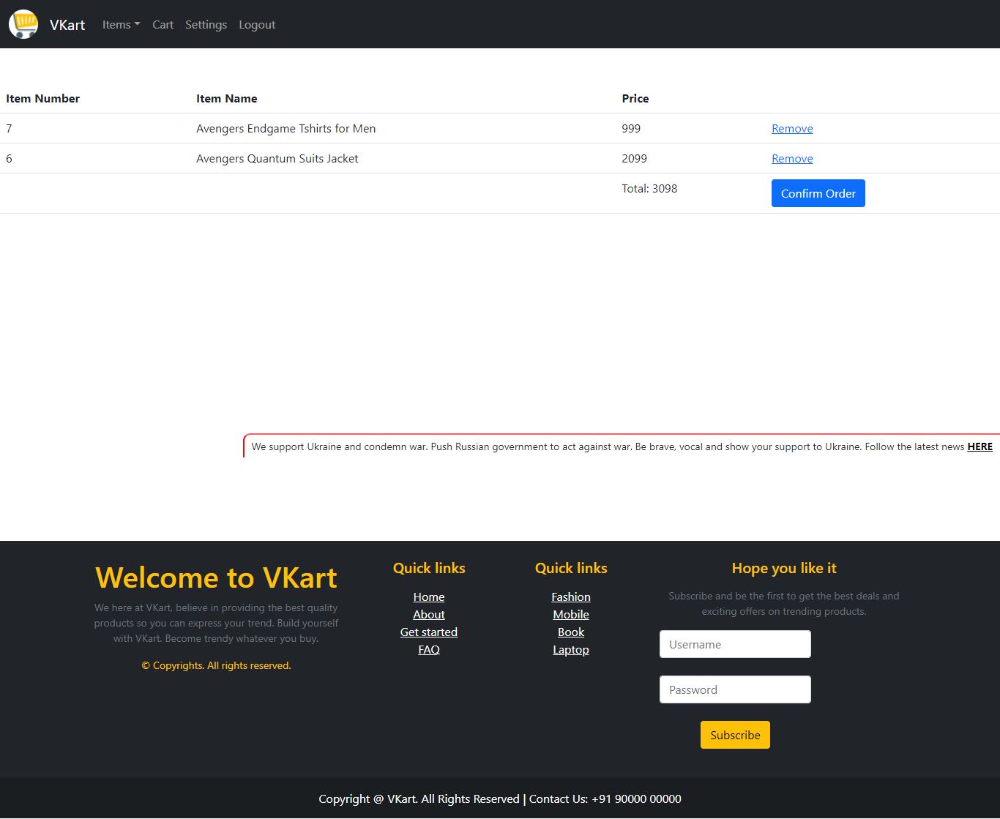 VKart Items Cart Settings Logout
Item Number Item Name Price
7 Avengers Endgame Tshirts for Men 999 Remove
6 Avengers Quantum Suits Jacket 2099 Remove
Total: 3098 Confirm Order
We support Ukraine and condemn war. Push Russian government to act against war. Be brave, vocal and show your support to Ukraine. Follow the latest news HERE
Welcome to VKart
We here at VKart, believe in providing the best quality
products so you can express your trend. Build yourself
with VKart. Become trendy whatever you buy.
© Copyrights. All rights reserved.
Quick links
Home
About
Get started
FAQ
Quick links
Fashion
Mobile
Book
Laptop
Hope you like it
Subscribe and be the first to get the best deals and
exciting offers on trending products.
Username
Password
Subscribe
Copyright @ VKart. All Rights Reserved | Contact Us: +91 90000 00000